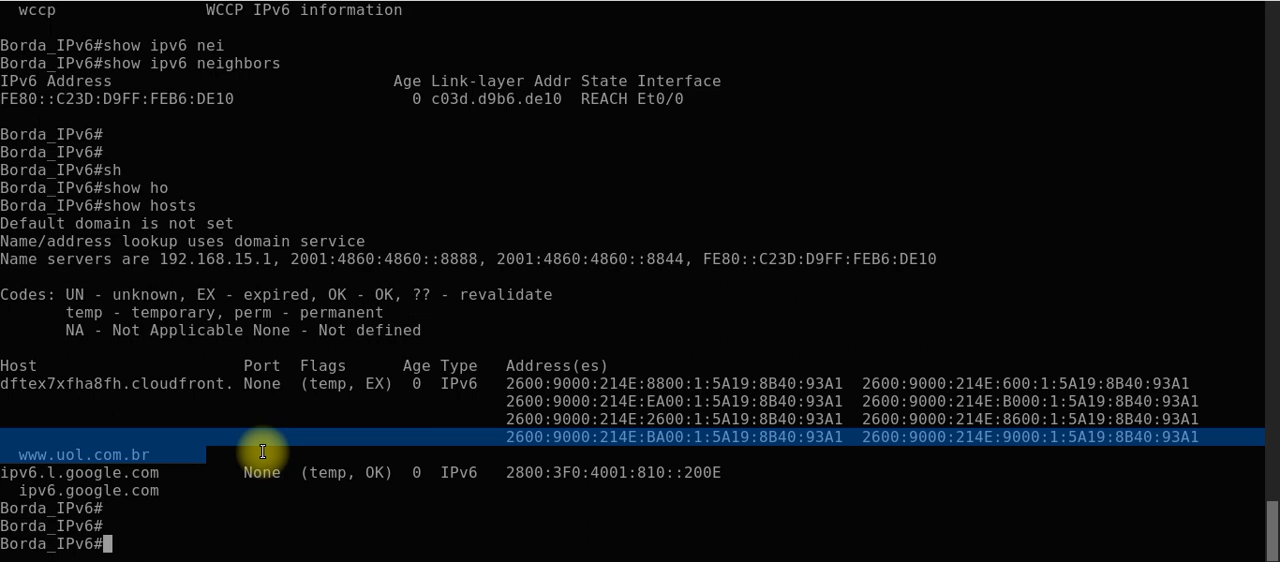 wccp                WCCP IPv6 information

Borda_IPv6#show ipv6 nei
Borda_IPv6#show ipv6 neighbors
IPv6 Address                              Age Link-layer Addr State Interface
FE80::C23D:D9FF:FEB6:DE10                   0 c03d.d9b6.de10  REACH Et0/0

Borda_IPv6#
Borda_IPv6#
Borda_IPv6#sh
Borda_IPv6#show ho
Borda_IPv6#show hosts
Default domain is not set
Name/address lookup uses domain service
Name servers are 192.168.15.1, 2001:4860:4860::8888, 2001:4860:4860::8844, FE80::C23D:D9FF:FEB6:DE10

Codes: UN - unknown, EX - expired, OK - OK, ?? - revalidate
       temp - temporary, perm - permanent
       NA - Not Applicable None - Not defined

Host                      Port  Flags      Age Type   Address(es)
dftex7xfha8fh.cloudfront. None  (temp, EX)  0  IPv6   2600:9000:214E:8800:1:5A19:8B40:93A1  2600:9000:214E:600:1:5A19:8B40:93A1
                                                      2600:9000:214E:EA00:1:5A19:8B40:93A1  2600:9000:214E:B000:1:5A19:8B40:93A1
                                                      2600:9000:214E:2600:1:5A19:8B40:93A1  2600:9000:214E:8600:1:5A19:8B40:93A1
                                                      2600:9000:214E:BA00:1:5A19:8B40:93A1  2600:9000:214E:9000:1:5A19:8B40:93A1
  www.uol.com.br
ipv6.l.google.com         None  (temp, OK)  0  IPv6   2800:3F0:4001:810::200E
  ipv6.google.com
Borda_IPv6#
Borda_IPv6#
Borda_IPv6#